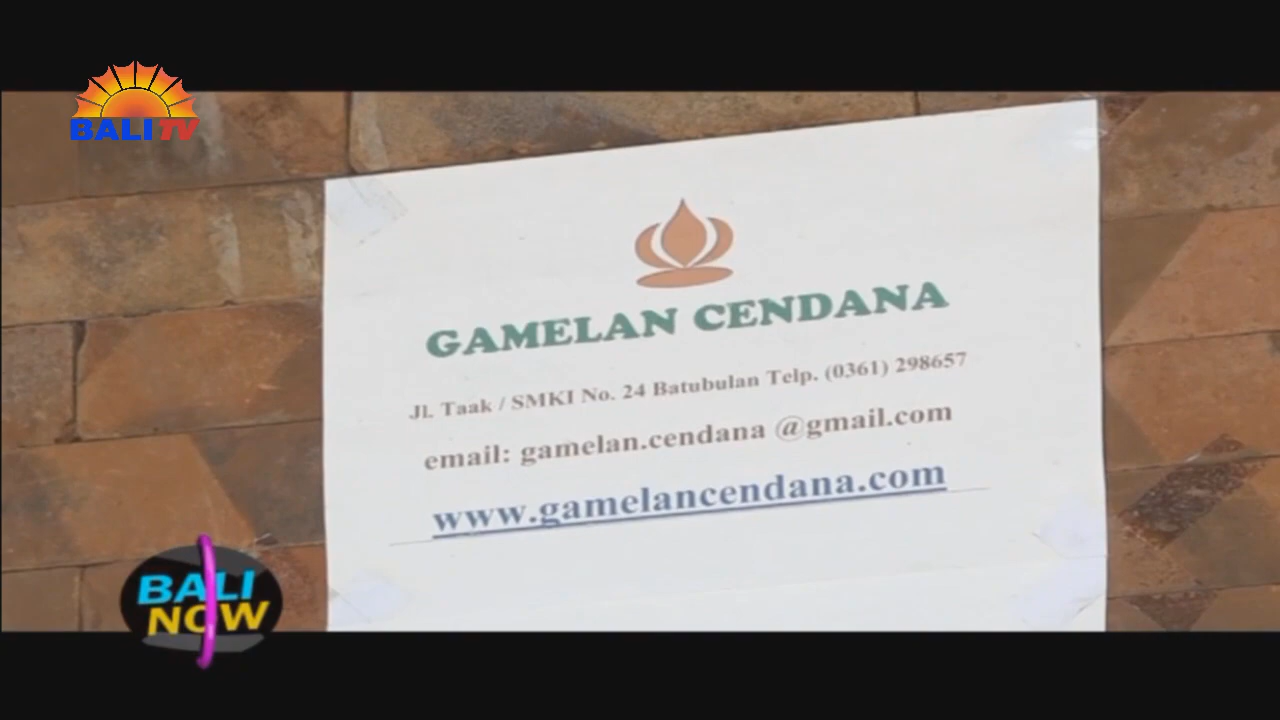 BALI TV
GAMELAN CENDANA
Jl. Taak / SMKI No. 24 Batubulan Telp. (0361) 298657
email: gamelan.cendana @gmail.com
www.gamelancendana.com
BALI
NOW